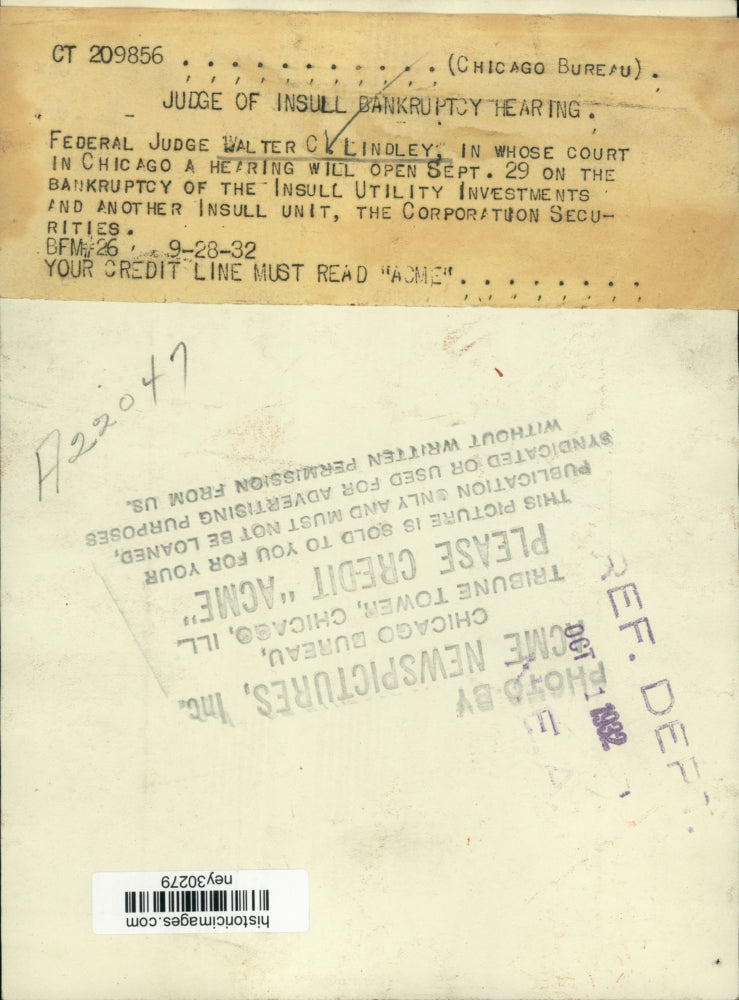 CT 209856 . . . . . . . . . . . . (CHICAGO BUREAU).
JUDGE OF INSULL BANKRUPTCY HEARING.
FEDERAL JUDGE WALTER C. LINDLEY, IN WHOSE COURT
IN CHICAGO A HEARING WILL OPEN SEPT. 29 ON THE
BANKRUPTCY OF THE INSULL UTILITY INVESTMENTS
AND ANOTHER INSULL UNIT, THE CORPORATION SECU-
RITIES.
BFM#26 9-28-32
YOUR CREDIT LINE MUST READ "ACME" . . . . . . . .
A22047
PHOTO BY
ACME NEWSPICTURES, Inc.
CHICAGO BUREAU,
TRIBUNE TOWER, CHICAGO, ILL.
PLEASE CREDIT "ACME"
THIS PICTURE IS SOLD TO YOU FOR YOUR
PUBLICATION ONLY AND MUST NOT BE LOANED,
SYNDICATED OR USED FOR ADVERTISING PURPOSES
WITHOUT WRITTEN PERMISSION FROM US.
REF. DEPT.
OCT 1 1932
historicimages.com
ney30279